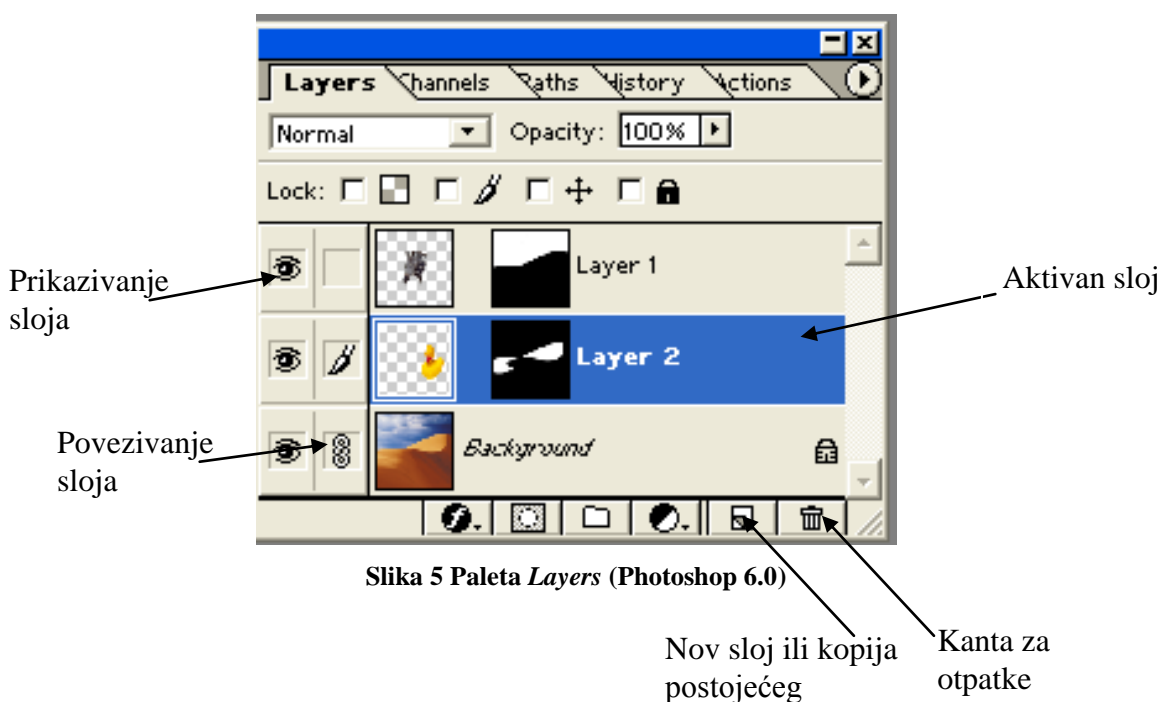 Layers Channels Paths History Actions
Normal Opacity: 100%
Lock:
Layer 1
Prikazivanje
sloja
Aktivan sloj
Layer 2
Povezivanje
sloja
Background
Slika 5 Paleta Layers (Photoshop 6.0)
Nov sloj ili kopija
postojećeg
Kanta za
otpatke